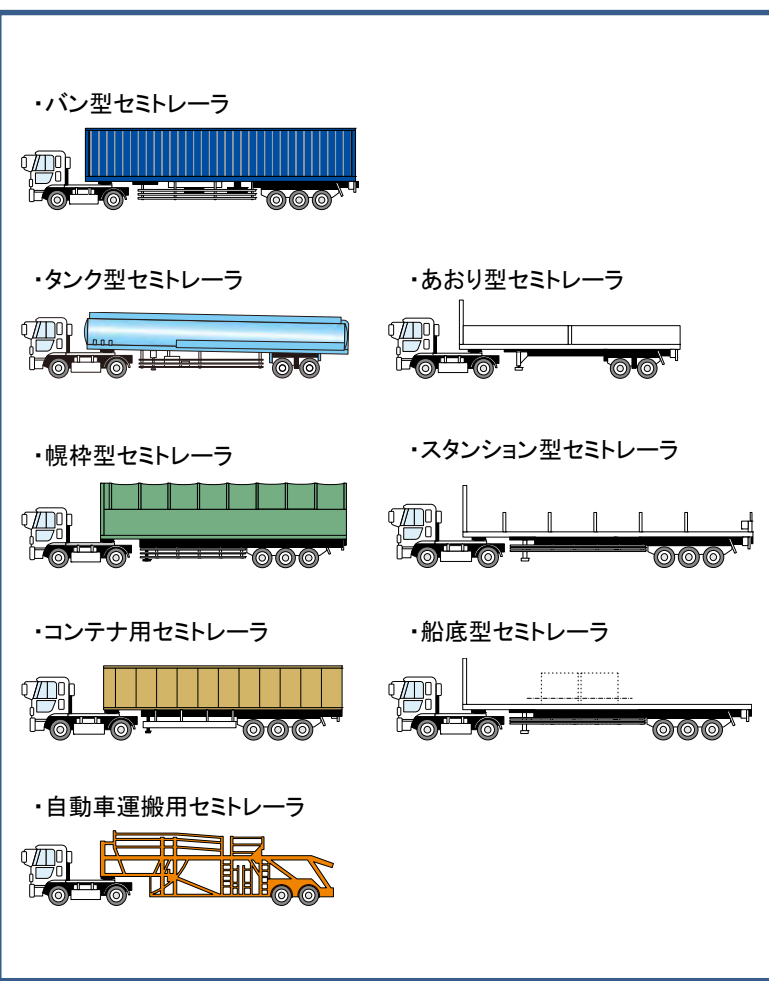 ・バン型セミトレーラ
・タンク型セミトレーラ
・あおり型セミトレーラ
・幌枠型セミトレーラ
・スタンション型セミトレーラ
・コンテナ用セミトレーラ
・船底型セミトレーラ
・自動車運搬用セミトレーラ